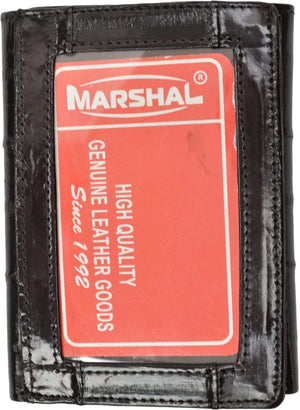 MARSHAL®
HIGH QUALITY
GENUINE LEATHER GOODS
Since 1992